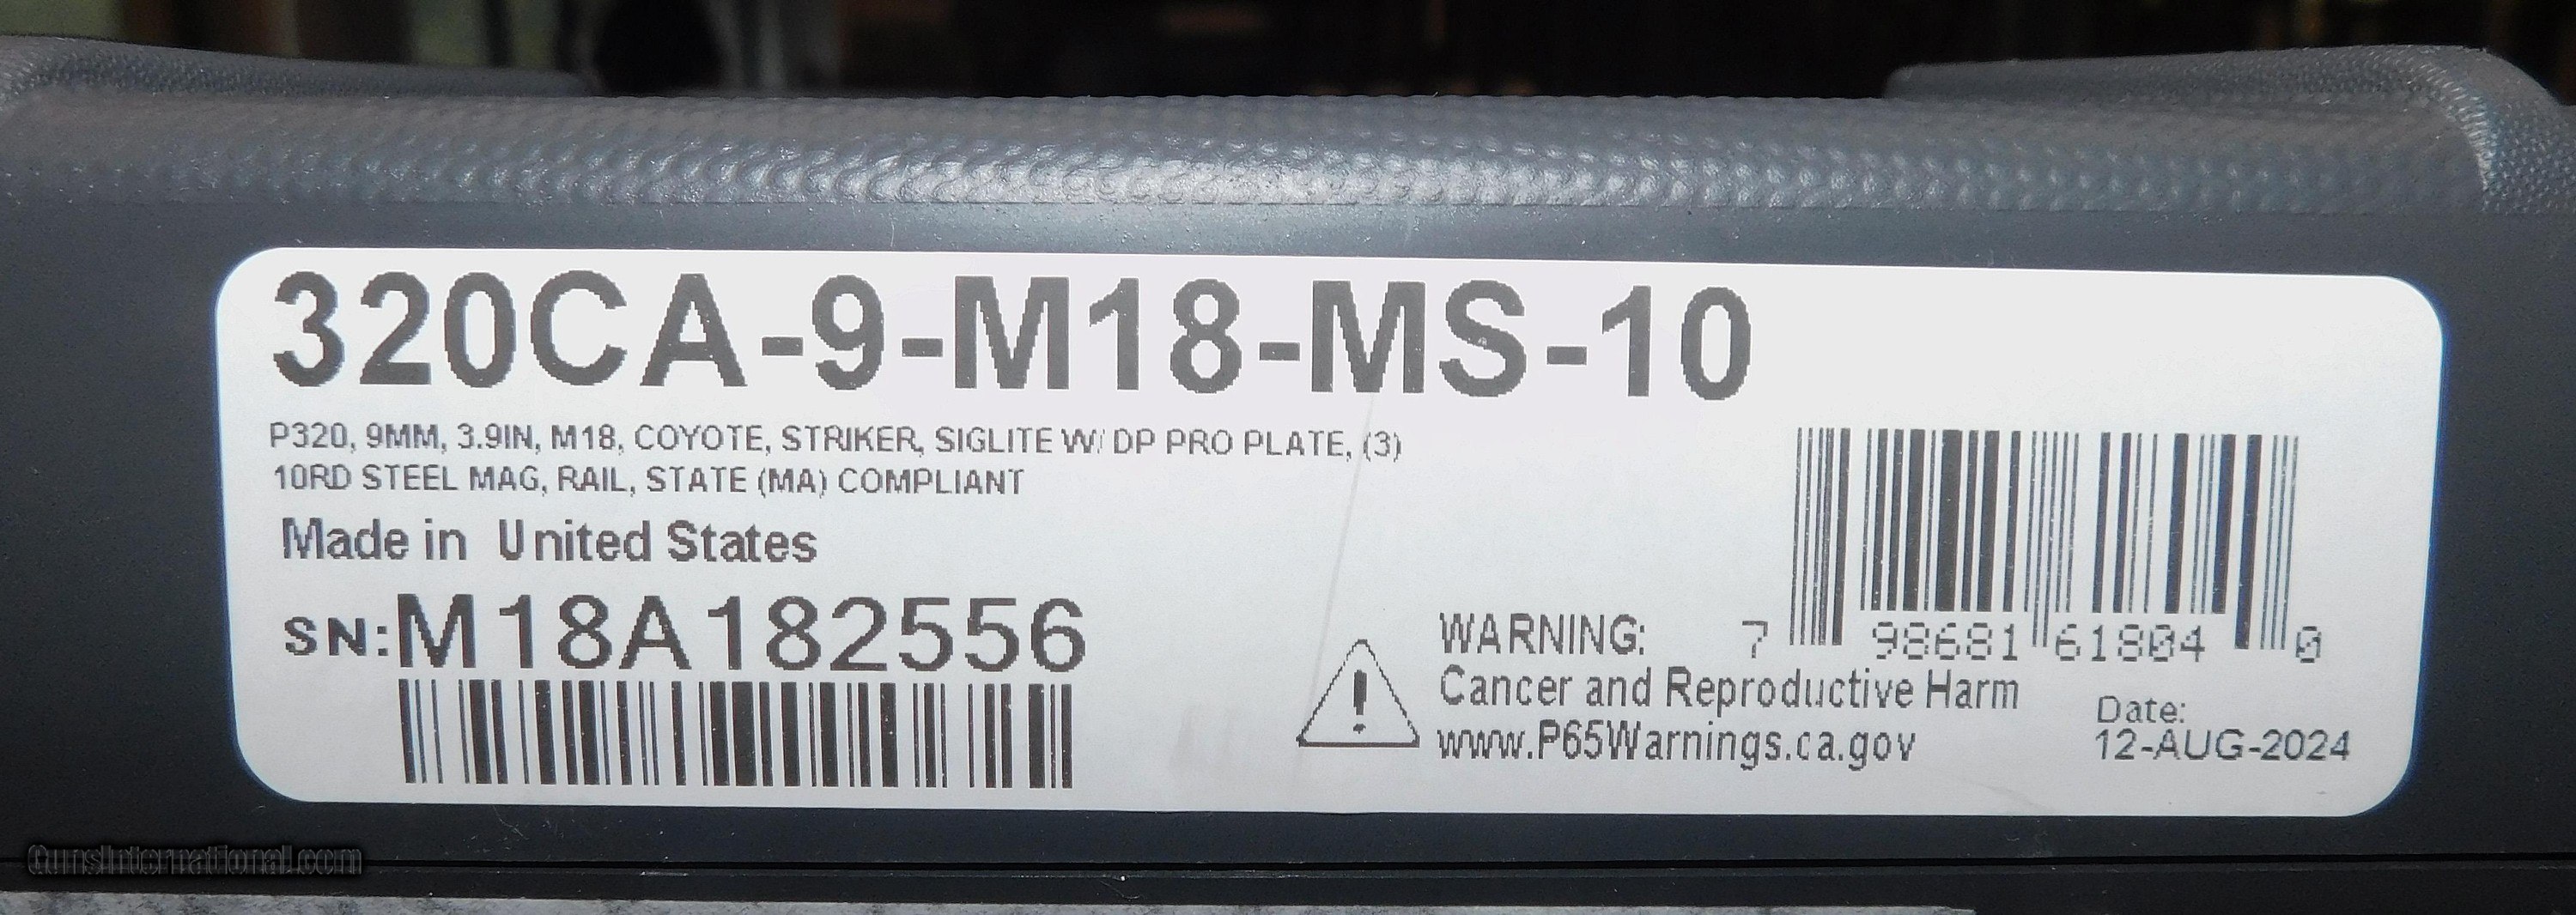 320CA-9-M18-MS-10
P320, 9MM, 3.9IN, M18, COYOTE, STRIKER, SIGLITE W/ DP PRO PLATE, (3)
10RD STEEL MAG, RAIL, STATE (MA) COMPLIANT
Made in United States
SN:M18A182556
WARNING:
Cancer and Reproductive Harm
www.P65Warnings.ca.gov
7 98681 61804 0
Date:
12-AUG-2024
GunsInternational.com